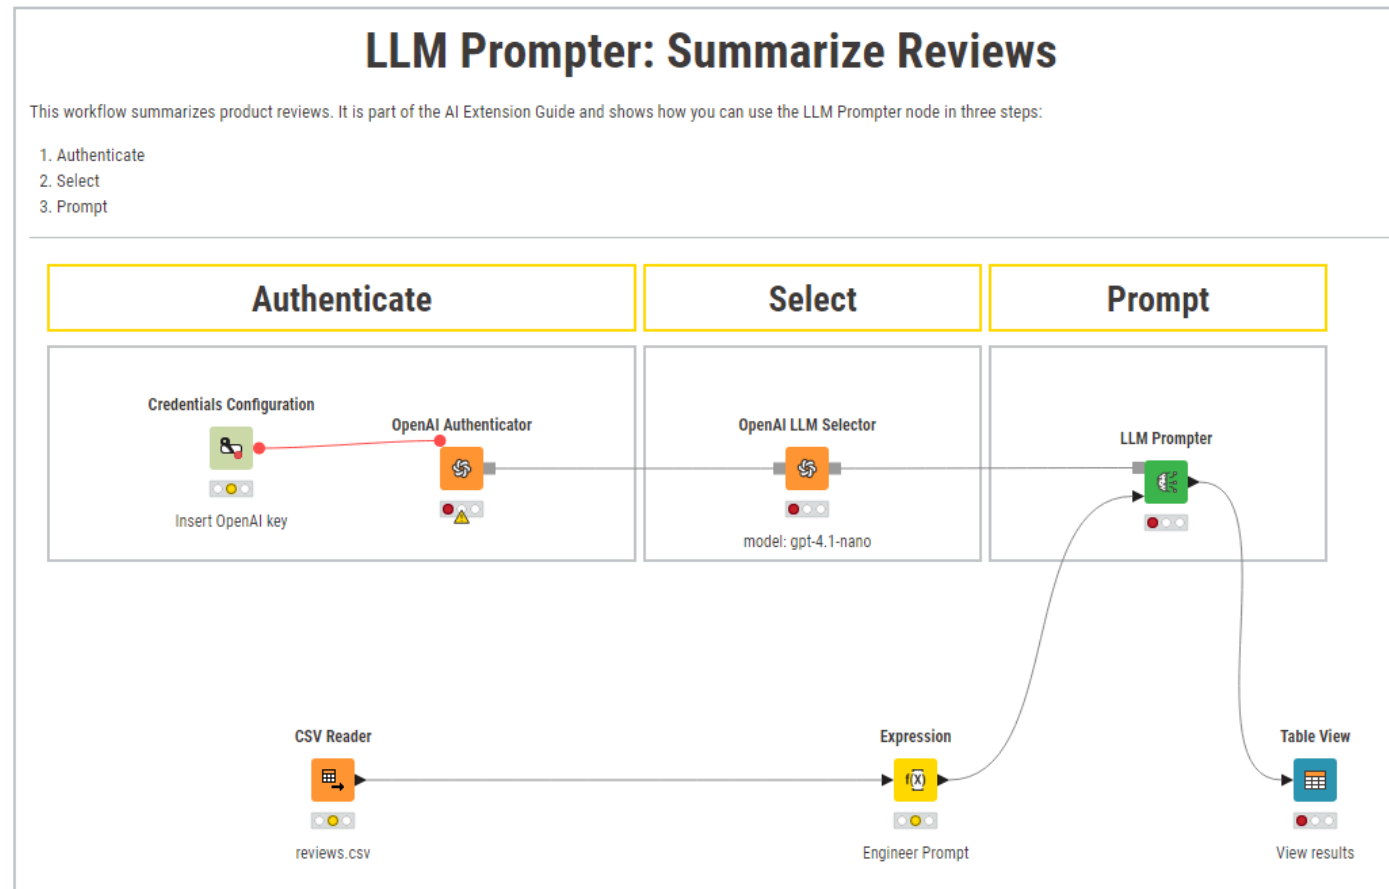 LLM Prompter: Summarize Reviews
This workflow summarizes product reviews. It is part of the AI Extension Guide and shows how you can use the LLM Prompter node in three steps:
1. Authenticate
2. Select
3. Prompt
Authenticate
Select
Prompt
Credentials Configuration
OpenAI Authenticator
OpenAI LLM Selector
LLM Prompter
Insert OpenAI key
model: gpt-4.1-nano
CSV Reader
Expression
Table View
f(X)
reviews.csv
Engineer Prompt
View results